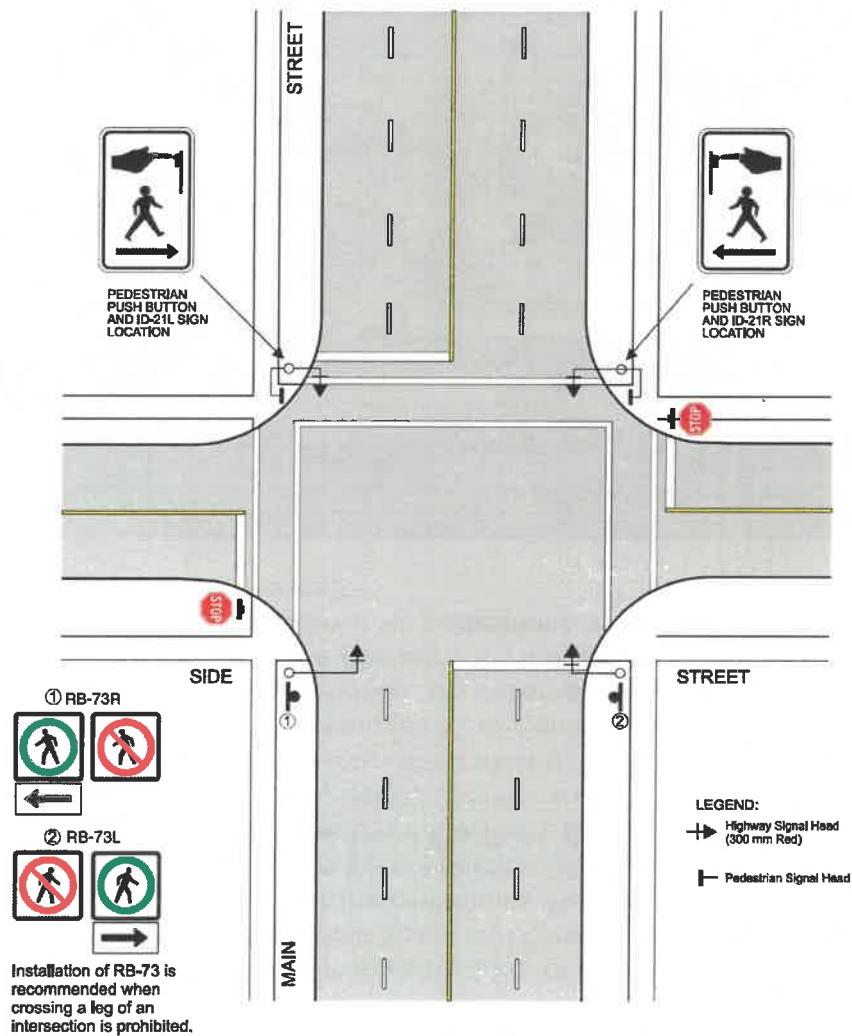 STREET
PEDESTRIAN
PUSH BUTTON
AND ID-21L SIGN
LOCATION
PEDESTRIAN
PUSH BUTTON
AND ID-21R SIGN
LOCATION
STOP
STOP
SIDE
STREET
① RB-73R
①
②
② RB-73L
LEGEND:
Highway Signal Head
(300 mm Red)
Pedestrian Signal Head
MAIN
Installation of RB-73 is
recommended when
crossing a leg of an
intersection is prohibited.